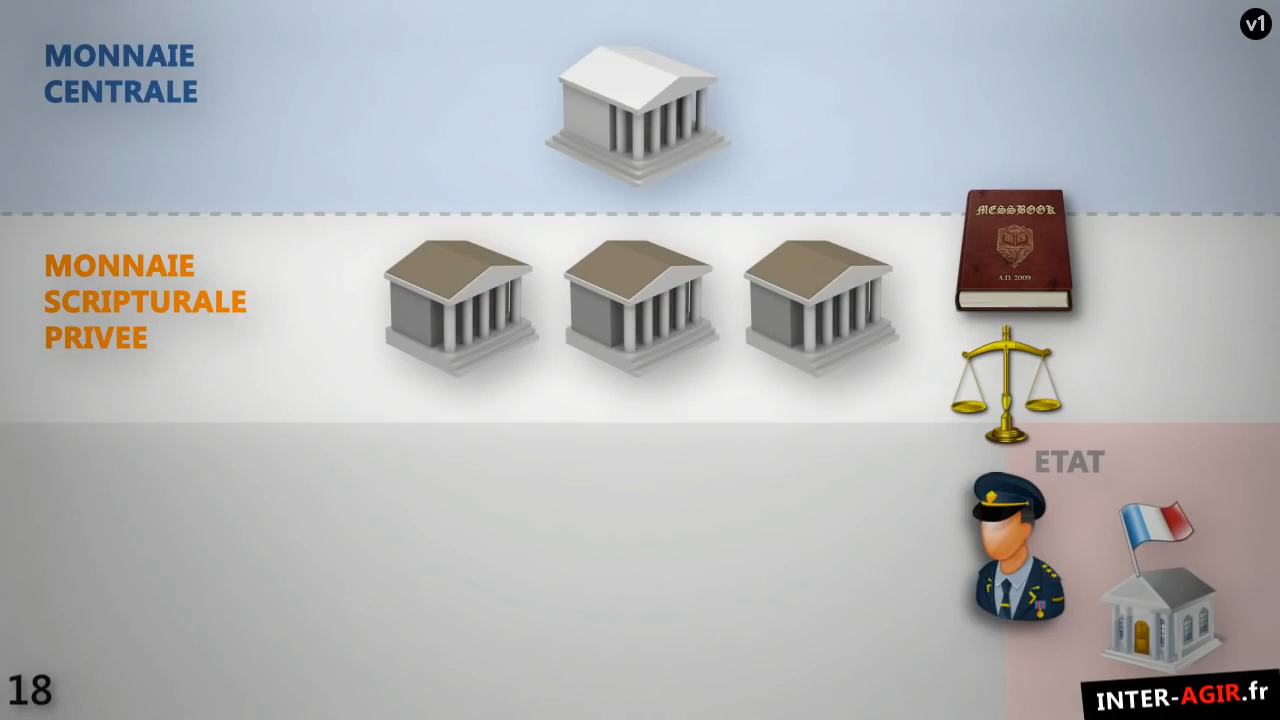 MONNAIE
CENTRALE
v1
MESSBOOK
A.D. 2009
MONNAIE
SCRIPTURALE
PRIVEE
ETAT
18
INTER-AGIR.fr